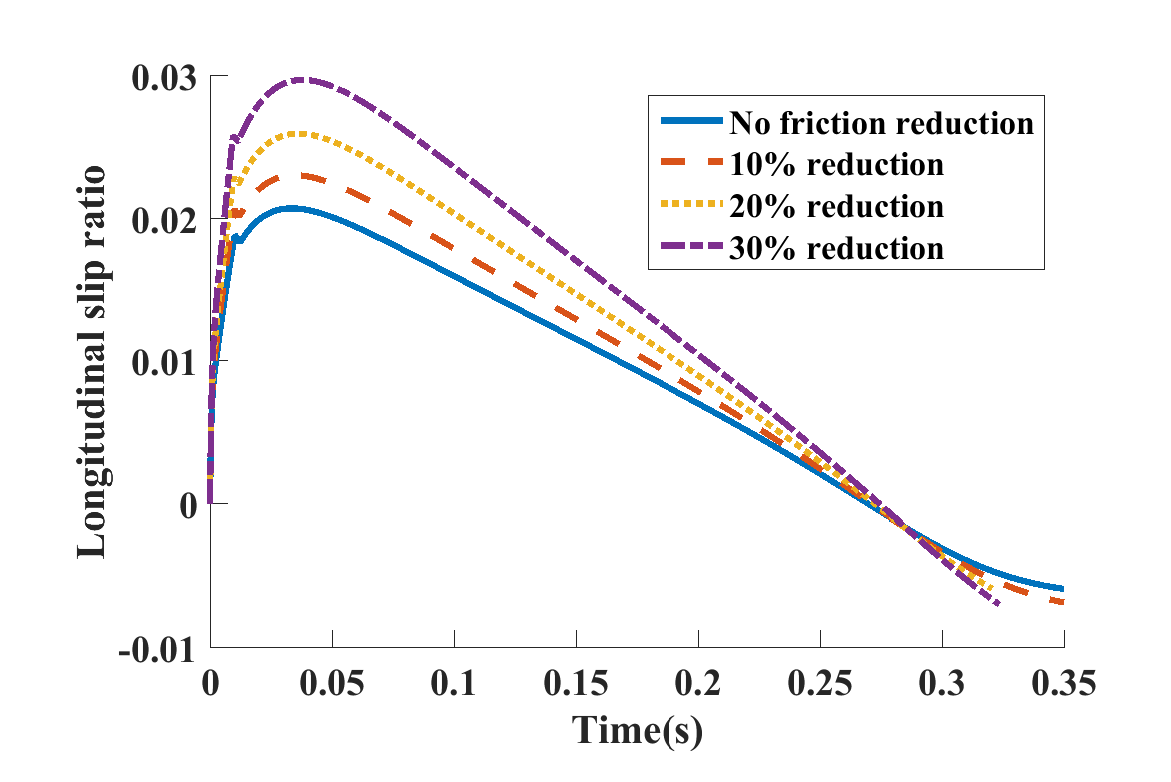 0.03
0.02
0.01
0
-0.01
Longitudinal slip ratio
No friction reduction
10% reduction
20% reduction
30% reduction
0 0.05 0.1 0.15 0.2 0.25 0.3 0.35
Time(s)